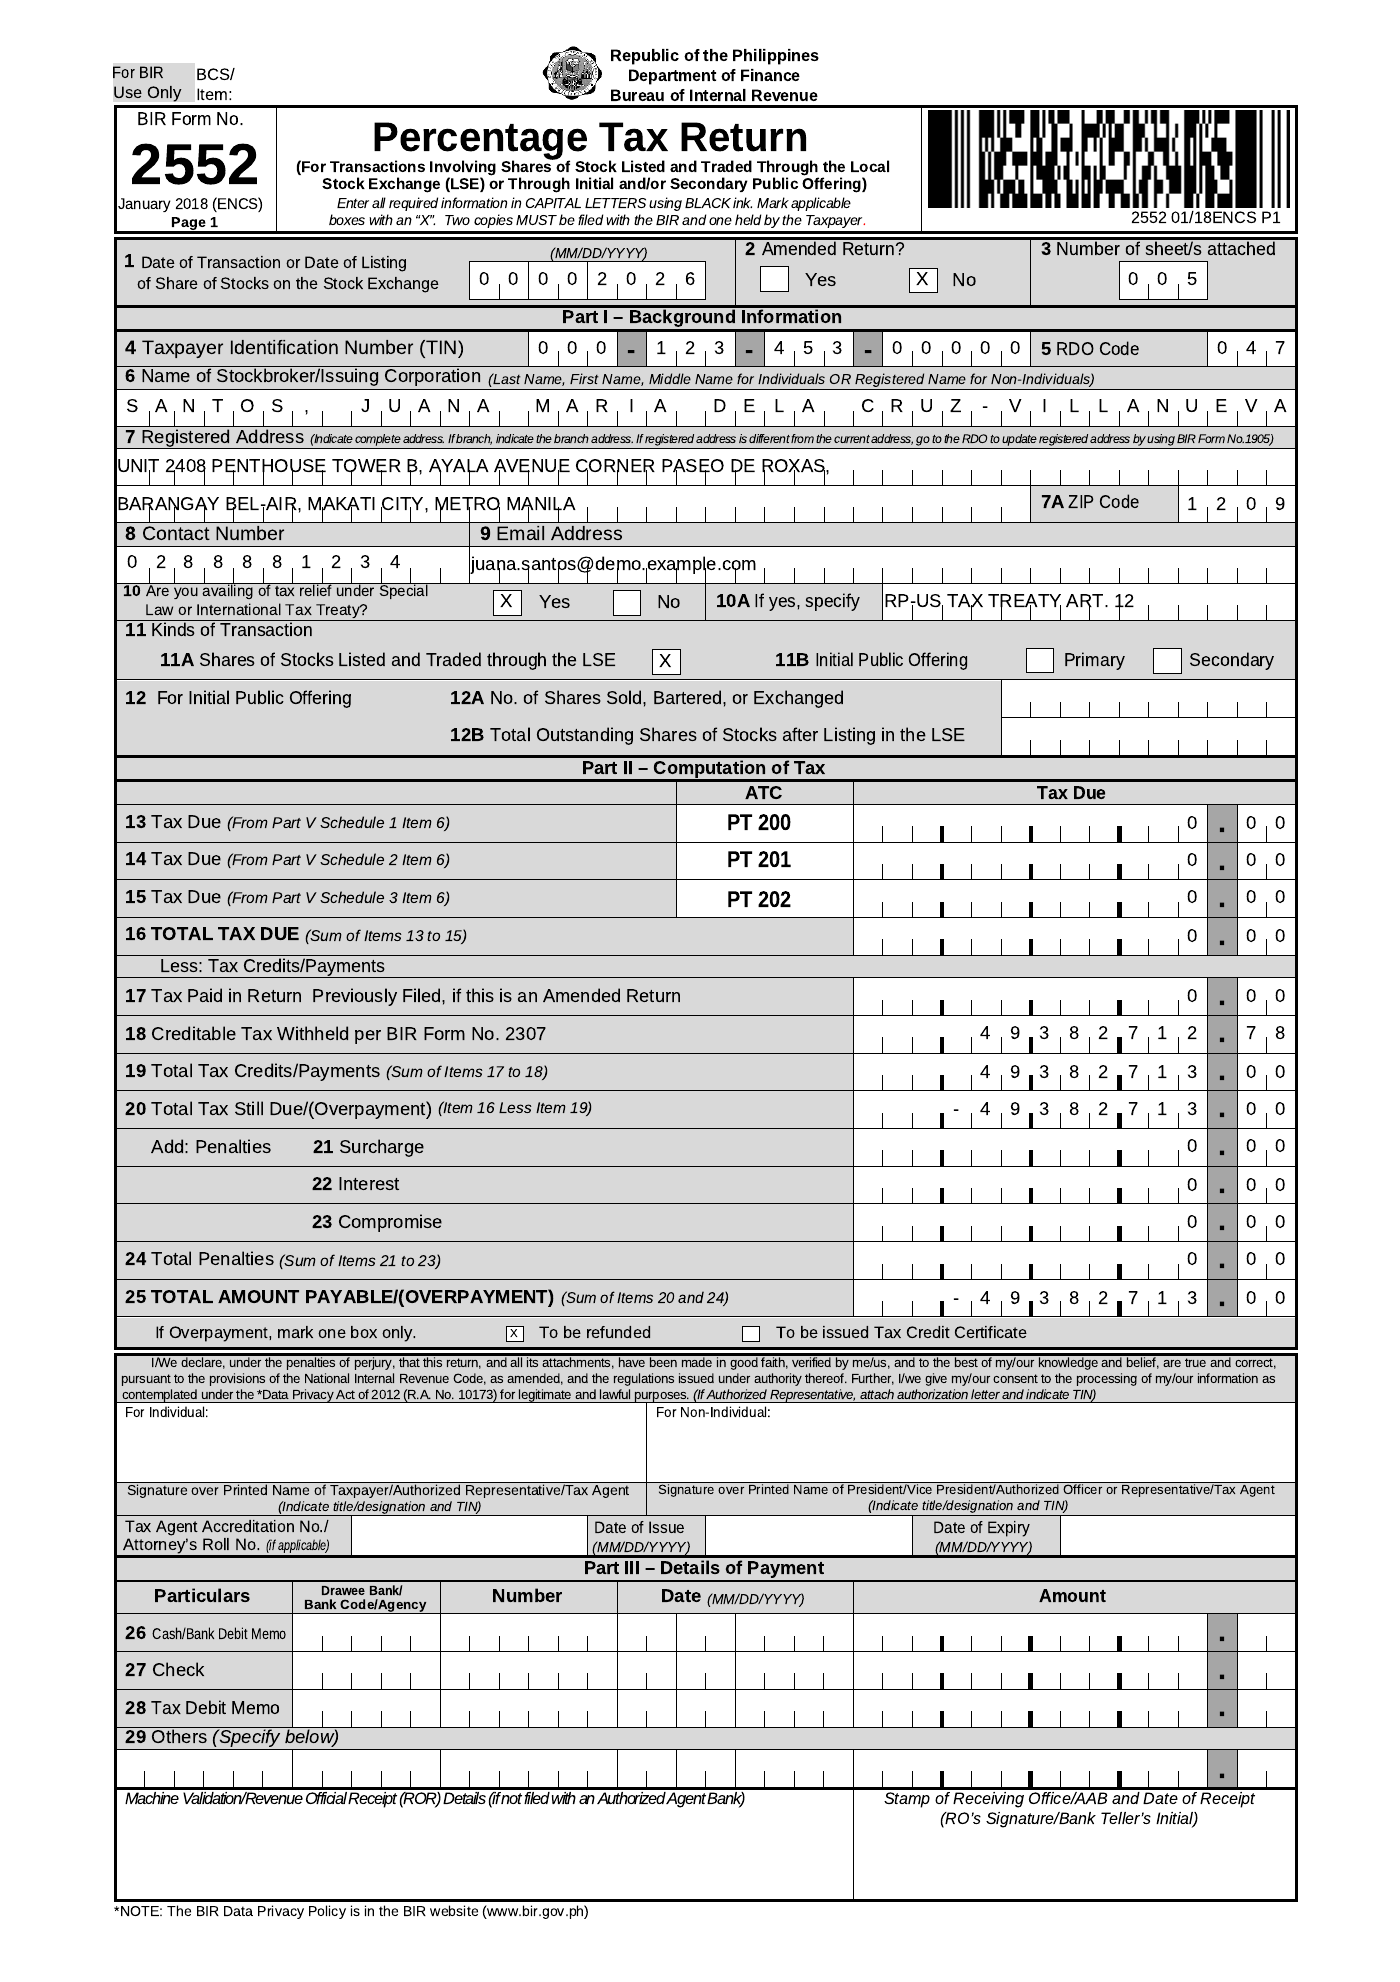 For BIR Use Only
BCS/
Item:
Republic of the Philippines
Department of Finance
Bureau of Internal Revenue
BIR Form No.
2552
January 2018 (ENCS)
Page 1
Percentage Tax Return
(For Transactions Involving Shares of Stock Listed and Traded Through the Local
Stock Exchange (LSE) or Through Initial and/or Secondary Public Offering)
Enter all required information in CAPITAL LETTERS using BLACK ink. Mark applicable
boxes with an “X”. Two copies MUST be filed with the BIR and one held by the Taxpayer.
2552 01/18ENCS P1
1 Date of Transaction or Date of Listing
of Share of Stocks on the Stock Exchange
(MM/DD/YYYY)
0 0 0 0 2 0 2 6
2 Amended Return?
Yes X No
3 Number of sheet/s attached
0 0 5
Part I – Background Information
4 Taxpayer Identification Number (TIN) 0 0 0 - 1 2 3 - 4 5 3 - 0 0 0 0 0 5 RDO Code 0 4 7
6 Name of Stockbroker/Issuing Corporation (Last Name, First Name, Middle Name for Individuals OR Registered Name for Non-Individuals)
S A N T O S , J U A N A M A R I A D E L A C R U Z - V I L L A N U E V A
7 Registered Address (Indicate complete address. If branch, indicate the branch address. If registered address is different from the current address, go to the RDO to update registered address by using BIR Form No.1905)
UNIT 2408 PENTHOUSE TOWER B, AYALA AVENUE CORNER PASEO DE ROXAS,
BARANGAY BEL-AIR, MAKATI CITY, METRO MANILA 7A ZIP Code 1 2 0 9
8 Contact Number 9 Email Address
0 2 8 8 8 8 1 2 3 4 juana.santos@demo.example.com
10 Are you availing of tax relief under Special
Law or International Tax Treaty?
X Yes No 10A If yes, specify RP-US TAX TREATY ART. 12
11 Kinds of Transaction
11A Shares of Stocks Listed and Traded through the LSE X 11B Initial Public Offering Primary Secondary
12 For Initial Public Offering 12A No. of Shares Sold, Bartered, or Exchanged
12B Total Outstanding Shares of Stocks after Listing in the LSE
Part II – Computation of Tax
ATC Tax Due
13 Tax Due (From Part V Schedule 1 Item 6) PT 200 0 . 0 0
14 Tax Due (From Part V Schedule 2 Item 6) PT 201 0 . 0 0
15 Tax Due (From Part V Schedule 3 Item 6) PT 202 0 . 0 0
16 TOTAL TAX DUE (Sum of Items 13 to 15) 0 . 0 0
Less: Tax Credits/Payments
17 Tax Paid in Return Previously Filed, if this is an Amended Return 0 . 0 0
18 Creditable Tax Withheld per BIR Form No. 2307 4 9 3 8 2 7 1 2 . 7 8
19 Total Tax Credits/Payments (Sum of Items 17 to 18) 4 9 3 8 2 7 1 3 . 0 0
20 Total Tax Still Due/(Overpayment) (Item 16 Less Item 19) - 4 9 3 8 2 7 1 3 . 0 0
Add: Penalties 21 Surcharge 0 . 0 0
22 Interest 0 . 0 0
23 Compromise 0 . 0 0
24 Total Penalties (Sum of Items 21 to 23) 0 . 0 0
25 TOTAL AMOUNT PAYABLE/(OVERPAYMENT) (Sum of Items 20 and 24) - 4 9 3 8 2 7 1 3 . 0 0
If Overpayment, mark one box only. X To be refunded To be issued Tax Credit Certificate
I/We declare, under the penalties of perjury, that this return, and all its attachments, have been made in good faith, verified by me/us, and to the best of my/our knowledge and belief, are true and correct,
pursuant to the provisions of the National Internal Revenue Code, as amended, and the regulations issued under authority thereof. Further, I/we give my/our consent to the processing of my/our information as
contemplated under the *Data Privacy Act of 2012 (R.A. No. 10173) for legitimate and lawful purposes. (If Authorized Representative, attach authorization letter and indicate TIN)
For Individual: For Non-Individual:
Signature over Printed Name of Taxpayer/Authorized Representative/Tax Agent
(Indicate title/designation and TIN)
Signature over Printed Name of President/Vice President/Authorized Officer or Representative/Tax Agent
(Indicate title/designation and TIN)
Tax Agent Accreditation No./
Attorney's Roll No. (if applicable)
Date of Issue
(MM/DD/YYYY)
Date of Expiry
(MM/DD/YYYY)
Part III – Details of Payment
Particulars Drawee Bank/
Bank Code/Agency Number Date (MM/DD/YYYY) Amount
26 Cash/Bank Debit Memo .
27 Check .
28 Tax Debit Memo .
29 Others (Specify below)
.
Machine Validation/Revenue Official Receipt (ROR) Details (if not filed with an Authorized Agent Bank)
Stamp of Receiving Office/AAB and Date of Receipt
(RO's Signature/Bank Teller's Initial)
*NOTE: The BIR Data Privacy Policy is in the BIR website (www.bir.gov.ph)